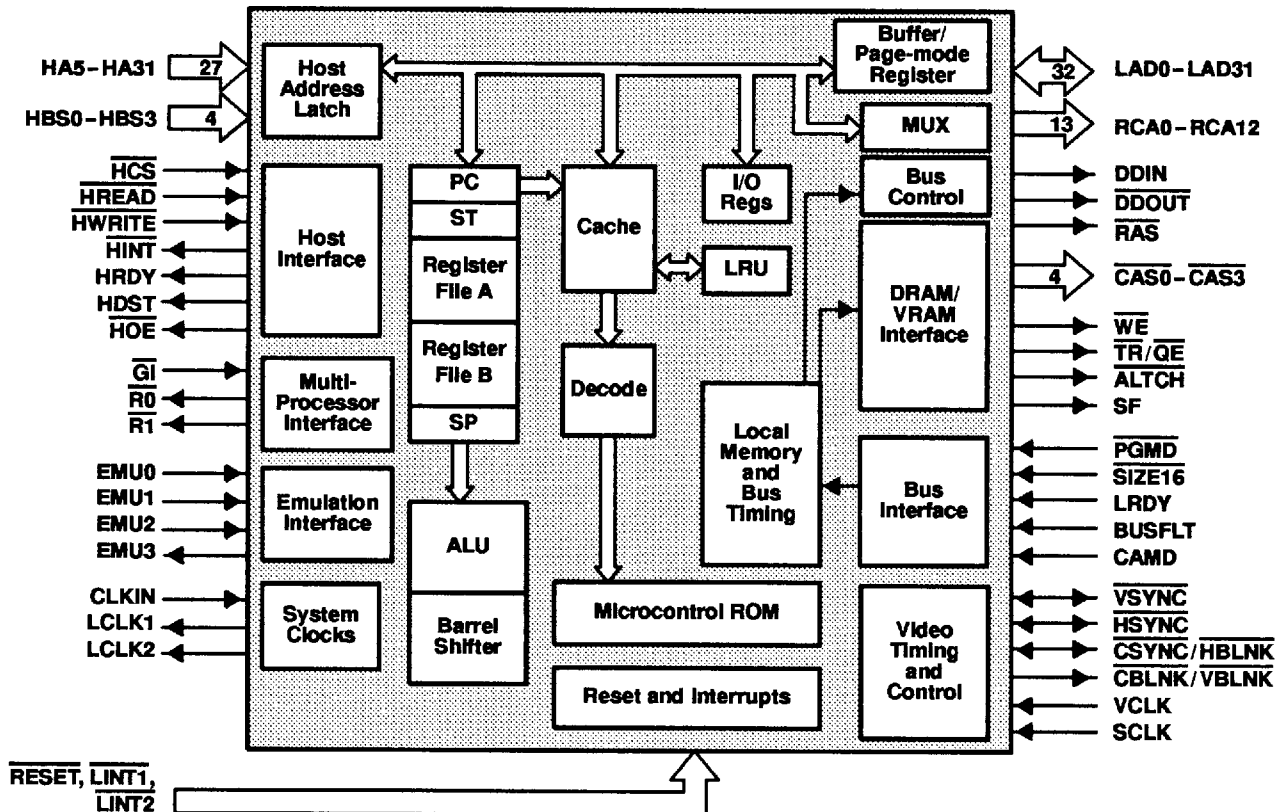 HA5–HA31
27
HBS0–HBS3
4
HCS
HREAD
HWRITE
HINT
HRDY
HDST
HOE
GI
R0
R1
EMU0
EMU1
EMU2
EMU3
CLKIN
LCLK1
LCLK2
RESET, LINT1,
LINT2
Host
Address
Latch
Host
Interface
Multi-
Processor
Interface
Emulation
Interface
System
Clocks
PC
ST
Register
File A
Register
File B
SP
ALU
Barrel
Shifter
Cache
Decode
I/O
Regs
LRU
Local
Memory
and
Bus
Timing
Microcontrol ROM
Reset and Interrupts
Buffer/
Page-mode
Register
MUX
Bus
Control
DRAM/
VRAM
Interface
Bus
Interface
Video
Timing
and
Control
32
LAD0–LAD31
13
RCA0–RCA12
DDIN
DDOUT
RAS
4
CAS0–CAS3
WE
TR/QE
ALTCH
SF
PGMD
SIZE16
LRDY
BUSFLT
CAMD
VSYNC
HSYNC
CSYNC/HBLNK
CBLNK/VBLNK
VCLK
SCLK